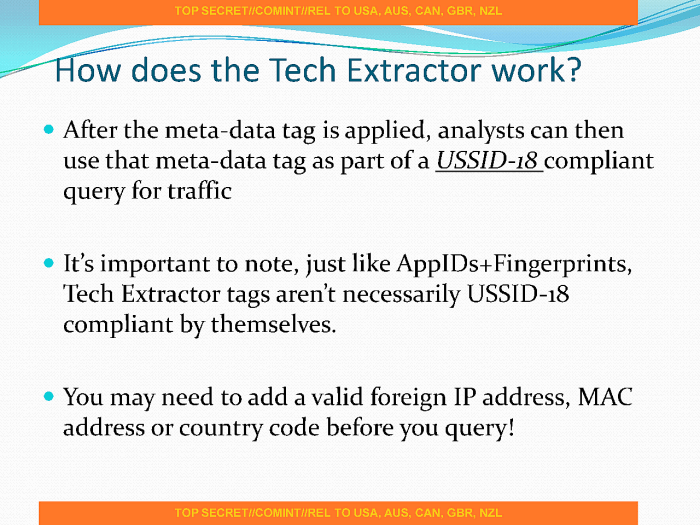 TOP SECRET//COMINT//REL TO USA, AUS, CAN, GBR, NZL
How does the Tech Extractor work?
After the meta-data tag is applied, analysts can then
use that meta-data tag as part of a USSID-18 compliant
query for traffic
It's important to note, just like AppIDs+Fingerprints,
Tech Extractor tags aren't necessarily USSID-18
compliant by themselves.
You may need to add a valid foreign IP address, MAC
address or country code before you query!
TOP SECRET//COMINT//REL TO USA, AUS, CAN, GBR, NZL